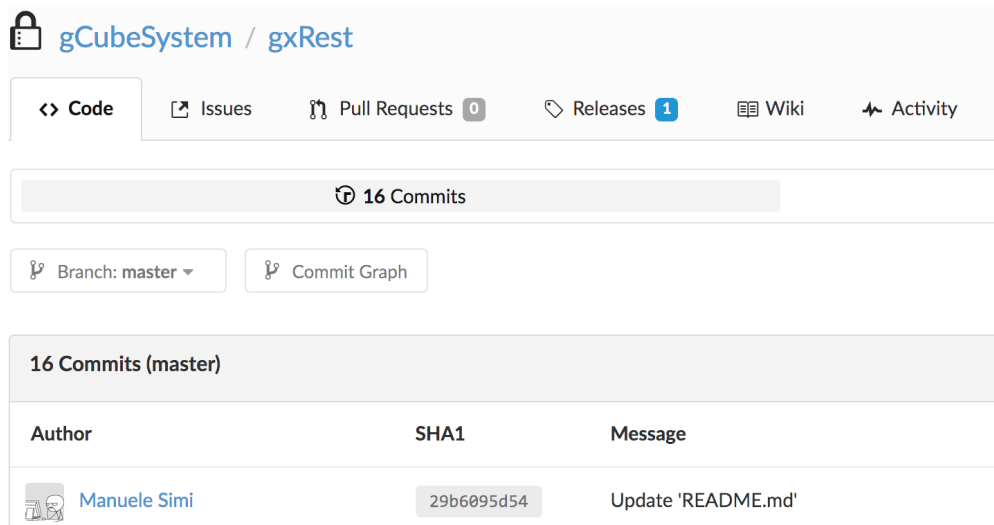 gCubeSystem / gxRest
Code Issues Pull Requests 0 Releases 1 Wiki Activity
16 Commits
Branch: master Commit Graph
16 Commits (master)
Author SHA1 Message
Manuele Simi 29b6095d54 Update 'README.md'